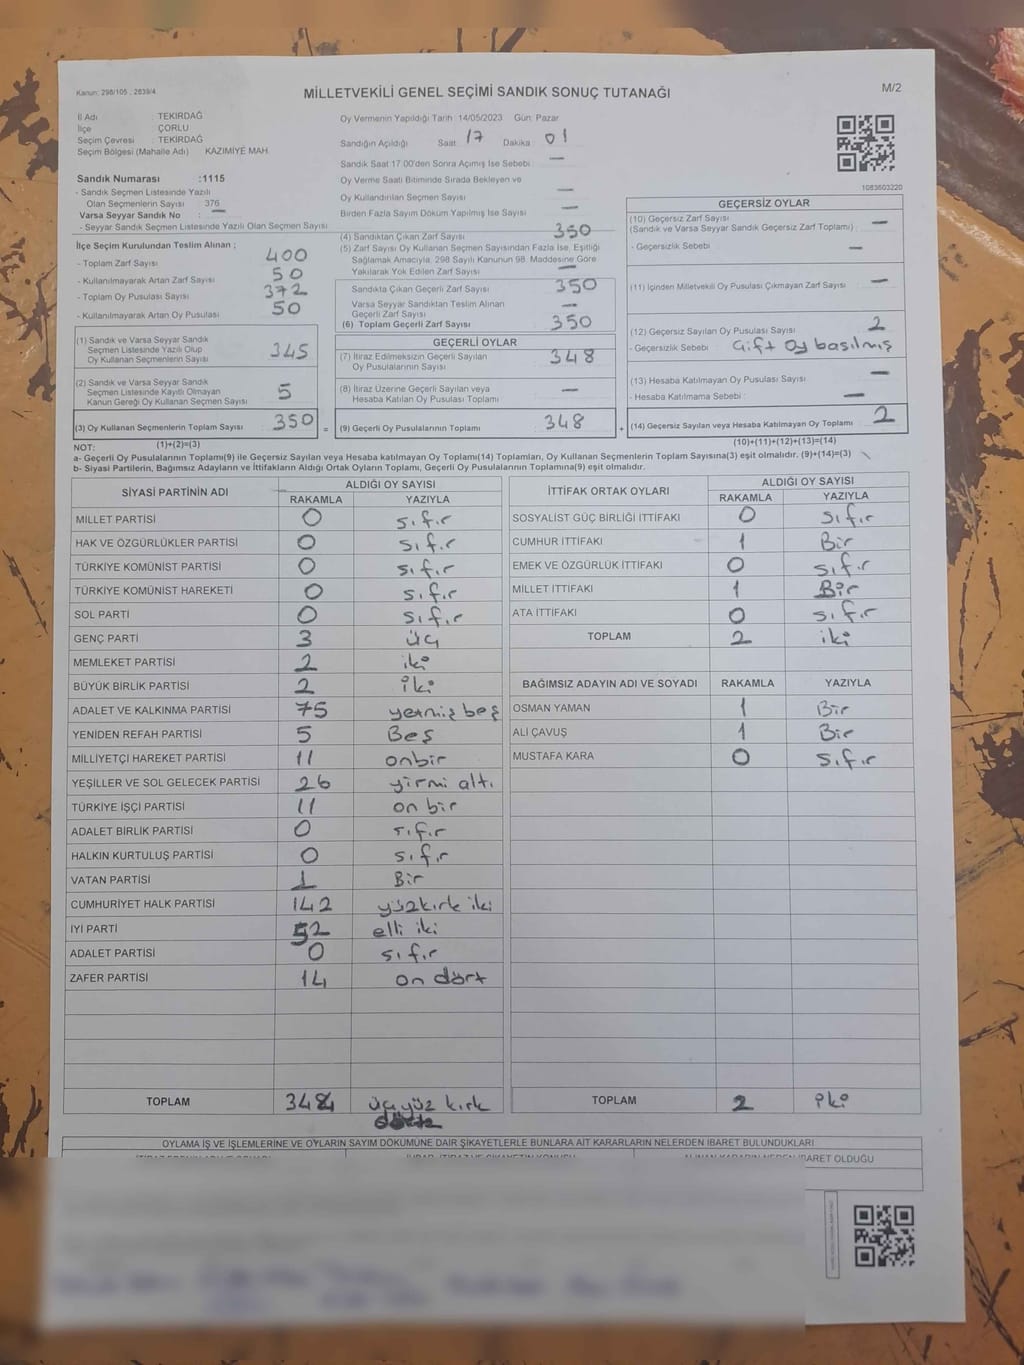 Kanun: 298/105 , 2839/4
MİLLETVEKİLİ GENEL SEÇİMİ SANDIK SONUÇ TUTANAĞI
M/2
İl Adı : TEKİRDAĞ
İlçe : ÇORLU
Seçim Çevresi : TEKİRDAĞ
Seçim Bölgesi (Mahalle Adı) KAZIMİYE MAH.
Sandık Numarası :1115
- Sandık Seçmen Listesinde Yazılı
Olan Seçmenlerin Sayısı 376
Varsa Seyyar Sandık No : —
- Seyyar Sandık Seçmen Listesinde Yazılı Olan Seçmen Sayısı
Oy Vermenin Yapıldığı Tarih :14/05/2023 Gün: Pazar
Sandığın Açıldığı Saat: 17 Dakika: 01
Sandık Saat 17:00'den Sonra Açımış İse Sebebi: —
Oy Verme Saati Bitiminde Sırada Bekleyen ve
Oy Kullandırılan Seçmen Sayısı —
Birden Fazla Sayım Döküm Yapılmış İse Sayısı —
1083603220
İlçe Seçim Kurulundan Teslim Alınan ;
- Toplam Zarf Sayısı 400
- Kullanılmayarak Artan Zarf Sayısı 50
- Toplam Oy Pusulası Sayısı 372
- Kullanılmayarak Artan Oy Pusulası 50
(1) Sandık ve Varsa Seyyar Sandık
Seçmen Listesinde Yazılı Olup
Oy Kullanan Seçmenlerin Sayısı 345
(2) Sandık ve Varsa Seyyar Sandık
Seçmen Listesinde Kayıtlı Olmayan
Kanun Gereği Oy Kullanan Seçmen Sayısı 5
(3) Oy Kullanan Seçmenlerin Toplam Sayısı 350 =
(4) Sandıktan Çıkan Zarf Sayısı 350
(5) Zarf Sayısı Oy Kullanan Seçmen Sayısından Fazla İse, Eşitliği
Sağlamak Amacıyla, 298 Sayılı Kanunun 98. Maddesine Göre
Yakılarak Yok Edilen Zarf Sayısı —
Sandıkta Çıkan Geçerli Zarf Sayısı 350
Varsa Seyyar Sandıktan Teslim Alınan
Geçerli Zarf Sayısı —
(6) Toplam Geçerli Zarf Sayısı 350
GEÇERLİ OYLAR
(7) İtiraz Edilmeksizin Geçerli Sayılan
Oy Pusulalarının Sayısı 348
(8) İtiraz Üzerine Geçerli Sayılan veya
Hesaba Katılan Oy Pusulası Toplamı —
(9) Geçerli Oy Pusulalarının Toplamı 348 +
GEÇERSİZ OYLAR
(10) Geçersiz Zarf Sayısı
(Sandık ve Varsa Seyyar Sandık Geçersiz Zarf Toplamı) : —
- Geçersizlik Sebebi —
(11) İçinden Milletvekili Oy Pusulası Çıkmayan Zarf Sayısı —
(12) Geçersiz Sayılan Oy Pusulası Sayısı 2
- Geçersizlik Sebebi : Çift oy basılmış
(13) Hesaba Katılmayan Oy Pusulası Sayısı —
- Hesaba Katılmama Sebebi : —
(14) Geçersiz Sayılan veya Hesaba Katılmayan Oy Toplamı 2
NOT: (1)+(2)=(3) (10)+(11)+(12)+(13)=(14)
a- Geçerli Oy Pusulalarının Toplamı(9) ile Geçersiz Sayılan veya Hesaba katılmayan Oy Toplamı(14) Toplamları, Oy Kullanan Seçmenlerin Toplam Sayısına(3) eşit olmalıdır. (9)+(14)=(3)
b- Siyasi Partilerin, Bağımsız Adayların ve İttifakların Aldığı Ortak Oyların Toplamı, Geçerli Oy Pusulalarının Toplamına(9) eşit olmalıdır.
SİYASİ PARTİNİN ADI ALDIĞI OY SAYISI
RAKAMLA YAZIYLA
MİLLET PARTİSİ 0 sıfır
HAK VE ÖZGÜRLÜKLER PARTİSİ 0 sıfır
TÜRKİYE KOMÜNİST PARTİSİ 0 sıfır
TÜRKİYE KOMÜNİST HAREKETİ 0 sıfır
SOL PARTİ 0 sıfır
GENÇ PARTİ 3 üç
MEMLEKET PARTİSİ 2 iki
BÜYÜK BİRLİK PARTİSİ 2 iki
ADALET VE KALKINMA PARTİSİ 75 yetmiş beş
YENİDEN REFAH PARTİSİ 5 Beş
MİLLİYETÇİ HAREKET PARTİSİ 11 onbir
YEŞİLLER VE SOL GELECEK PARTİSİ 26 yirmi altı
TÜRKİYE İŞÇİ PARTİSİ 11 on bir
ADALET BİRLİK PARTİSİ 0 sıfır
HALKIN KURTULUŞ PARTİSİ 0 sıfır
VATAN PARTİSİ 1 Bir
CUMHURİYET HALK PARTİSİ 142 yüzkırk iki
İYİ PARTİ 52 elli iki
ADALET PARTİSİ 0 sıfır
ZAFER PARTİSİ 14 on dört
TOPLAM 344 üçyüz kırk
dört
İTTİFAK ORTAK OYLARI ALDIĞI OY SAYISI
RAKAMLA YAZIYLA
SOSYALİST GÜÇ BİRLİĞİ İTTİFAKI 0 sıfır
CUMHUR İTTİFAKI 1 Bir
EMEK VE ÖZGÜRLÜK İTTİFAKI 0 sıfır
MİLLET İTTİFAKI 1 Bir
ATA İTTİFAKI 0 sıfır
TOPLAM 2 iki
BAĞIMSIZ ADAYIN ADI VE SOYADI RAKAMLA YAZIYLA
OSMAN YAMAN 1 Bir
ALİ ÇAVUŞ 1 Bir
MUSTAFA KARA 0 sıfır
TOPLAM 2 iki
OYLAMA İŞ VE İŞLEMLERİNE VE OYLARIN SAYIM DÖKÜMÜNE DAİR ŞİKAYETLERLE BUNLARA AİT KARARLARIN NELERDEN İBARET BULUNDUKLARI
İBARET OLDUĞU